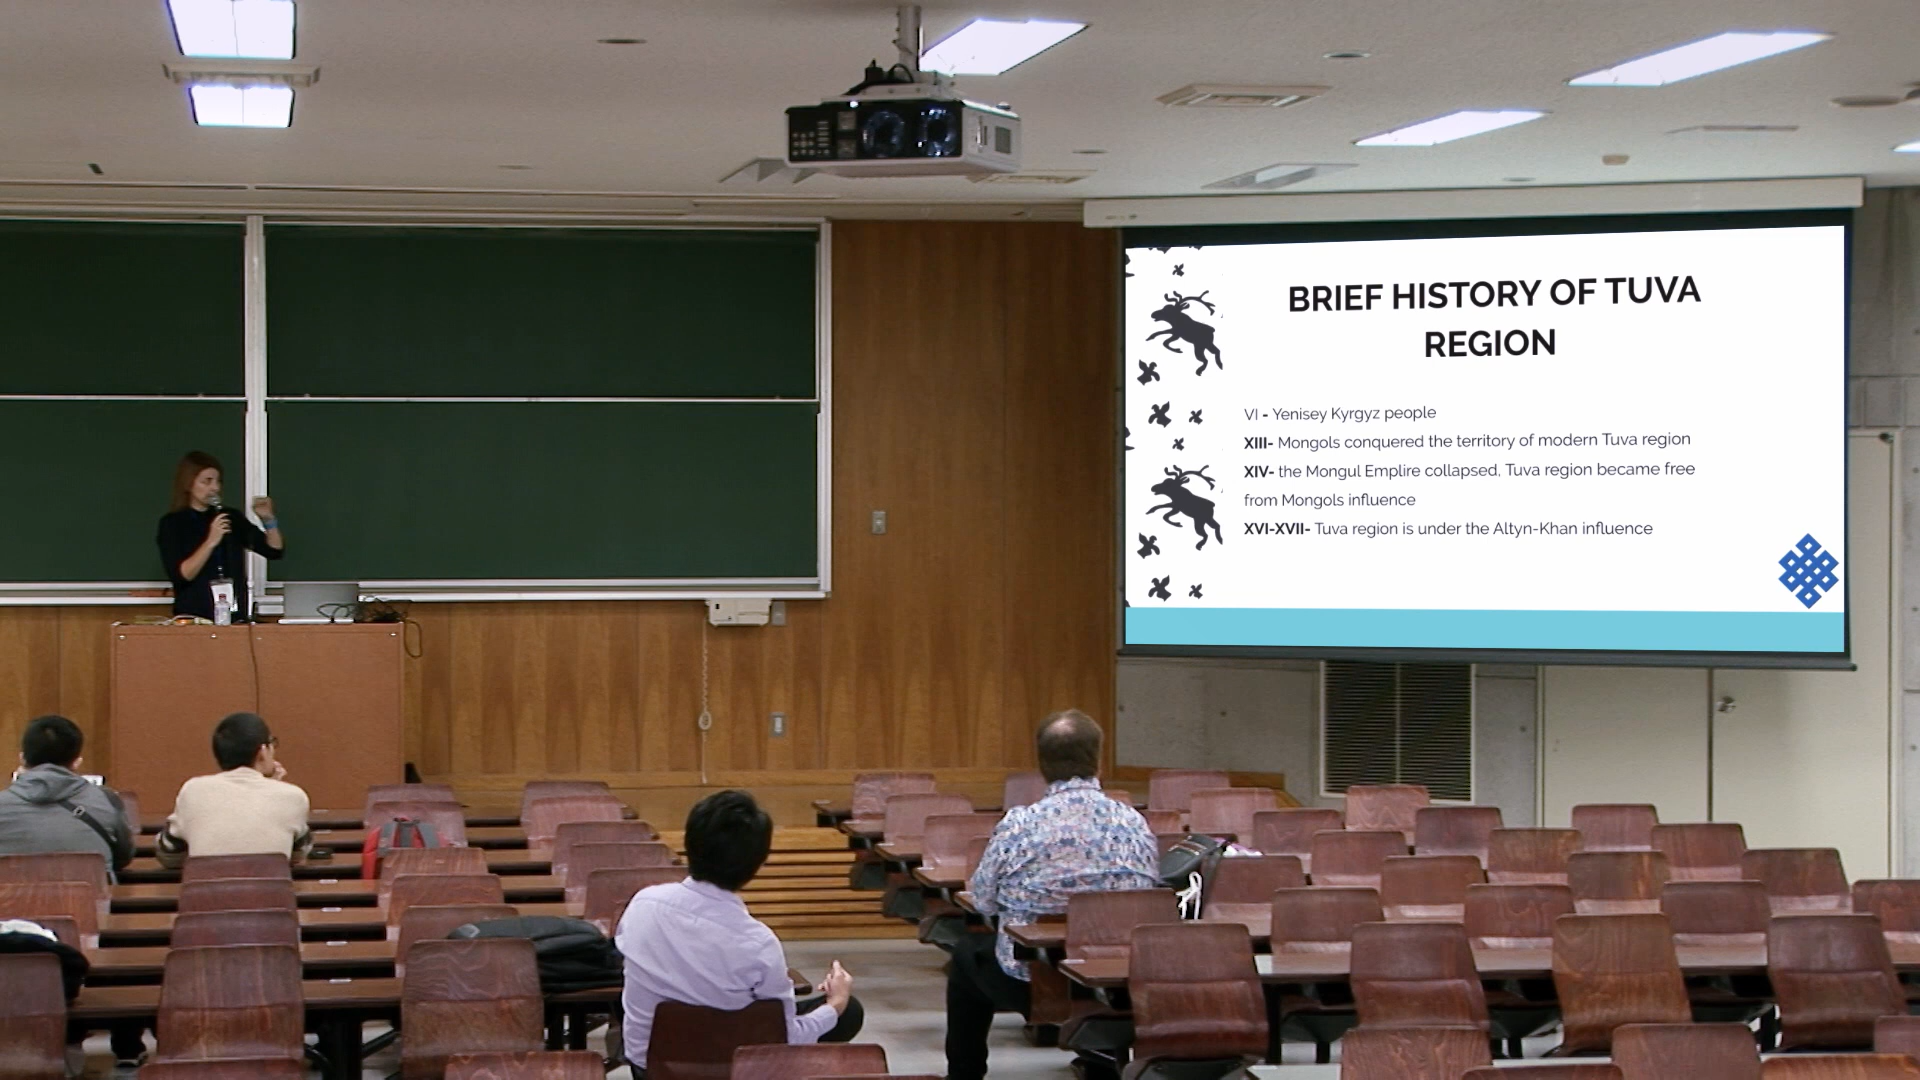 BRIEF HISTORY OF TUVA
REGION
VI - Yenisey Kyrgyz people
XIII- Mongols conquered the territory of modern Tuva region
XIV- the Mongul Emplire collapsed, Tuva region became free
from Mongols influence
XVI-XVII- Tuva region is under the Altyn-Khan influence